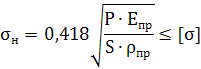 σн = 0,418√((P · Eпр)/(S · ρпр)) ≤ [σ]